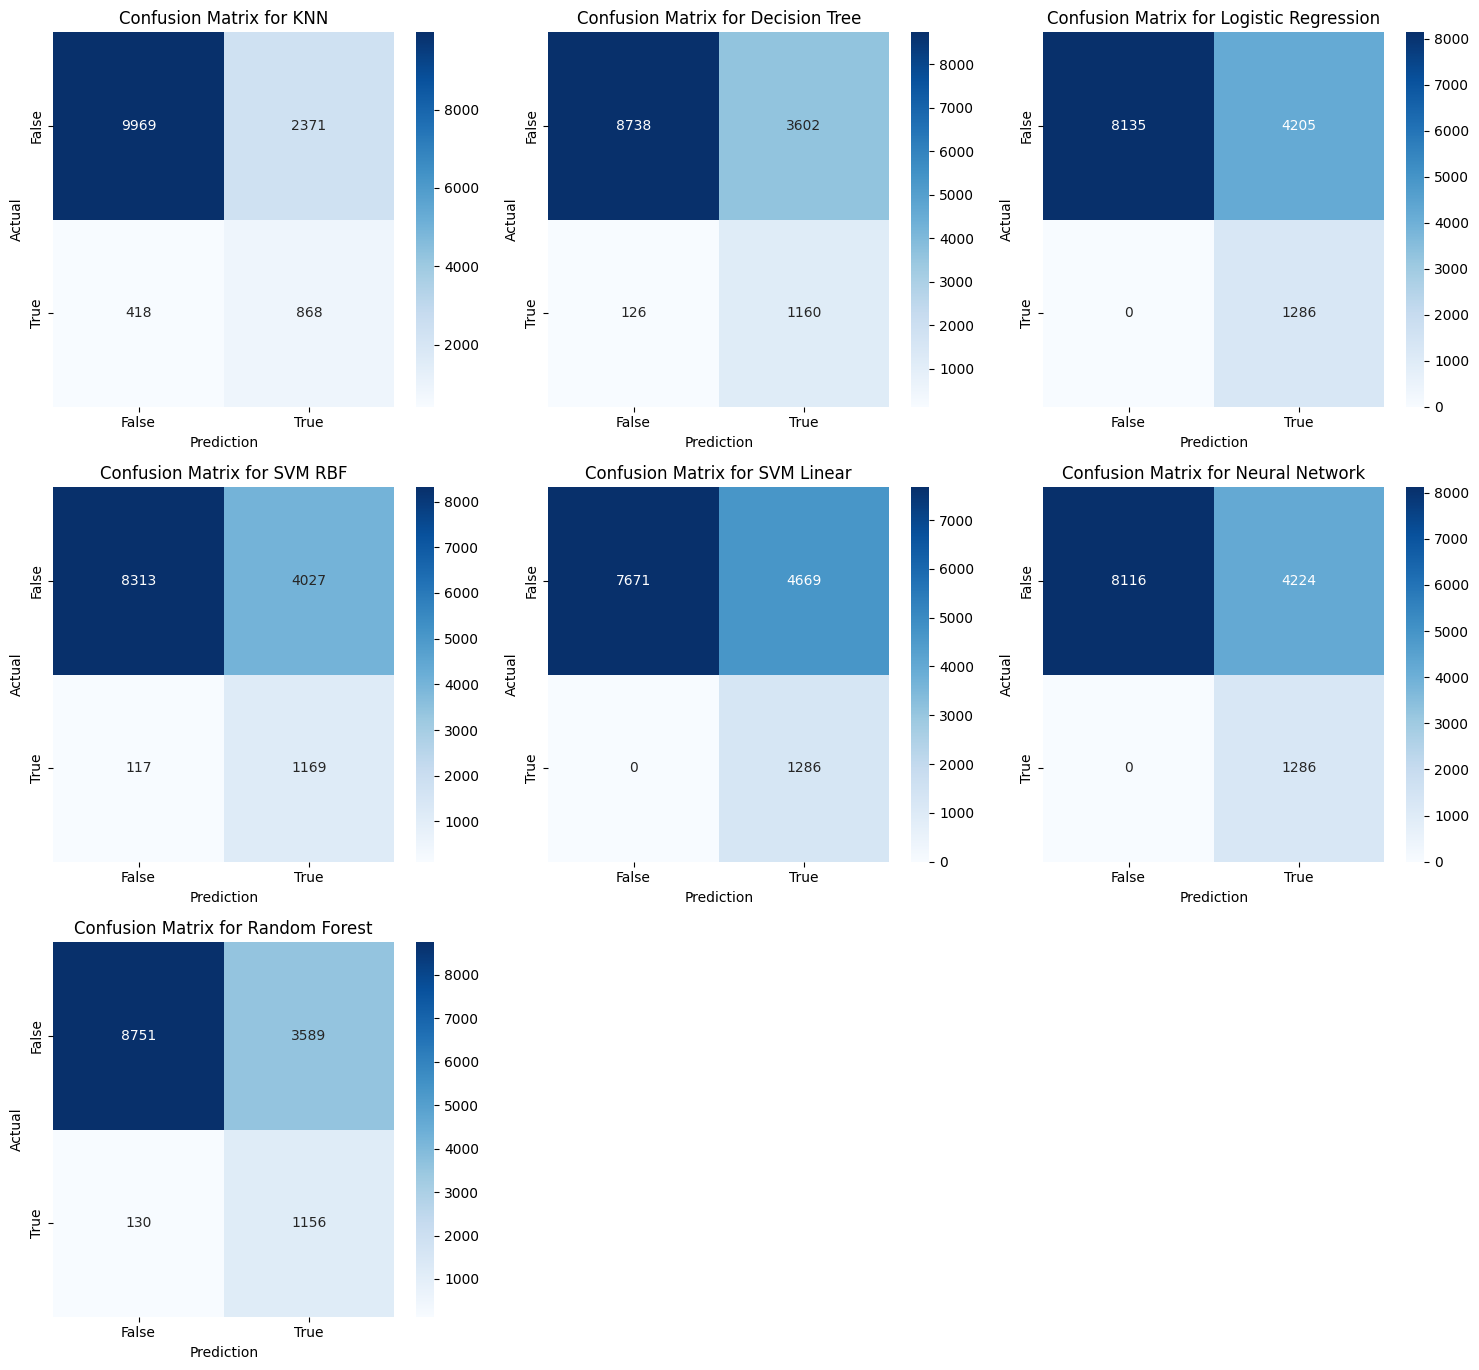 Confusion Matrix for KNN
False
9969
2371
True
418
868
Actual
False
True
Prediction
8000
6000
4000
2000
Confusion Matrix for Decision Tree
False
8738
3602
True
126
1160
Actual
False
True
Prediction
8000
7000
6000
5000
4000
3000
2000
1000
Confusion Matrix for Logistic Regression
False
8135
4205
True
0
1286
Actual
False
True
Prediction
8000
7000
6000
5000
4000
3000
2000
1000
0
Confusion Matrix for SVM RBF
False
8313
4027
True
117
1169
Actual
False
True
Prediction
8000
7000
6000
5000
4000
3000
2000
1000
Confusion Matrix for SVM Linear
False
7671
4669
True
0
1286
Actual
False
True
Prediction
7000
6000
5000
4000
3000
2000
1000
0
Confusion Matrix for Neural Network
False
8116
4224
True
0
1286
Actual
False
True
Prediction
8000
7000
6000
5000
4000
3000
2000
1000
0
Confusion Matrix for Random Forest
False
8751
3589
True
130
1156
Actual
False
True
Prediction
8000
7000
6000
5000
4000
3000
2000
1000